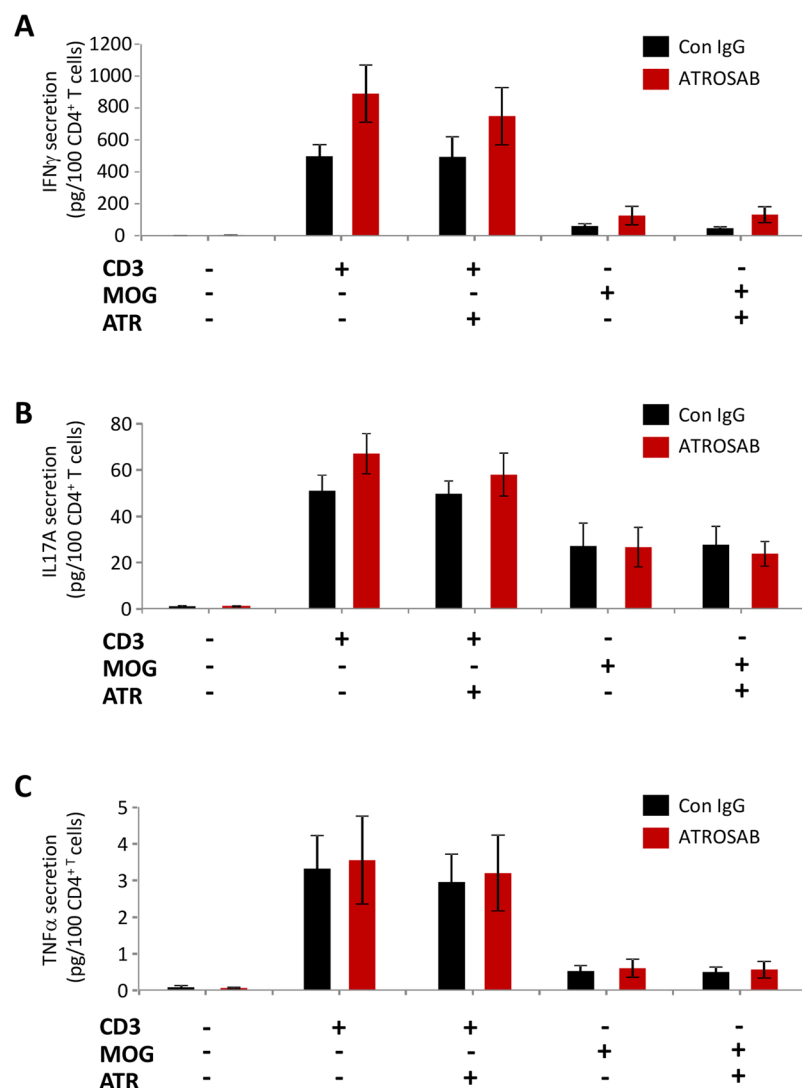 A
IFNγ secretion
(pg/100 CD4⁺ T cells)
1200
1000
800
600
400
200
0
Con IgG
ATROSAB
CD3 - + + - -
MOG - - - + +
ATR - - + - +
B
IL17A secretion
(pg/100 CD4⁺ T cells)
80
60
40
20
0
Con IgG
ATROSAB
CD3 - + + - -
MOG - - - + +
ATR - - + - +
C
TNFα secretion
(pg/100 CD4⁺ ᵀ cells)
5
4
3
2
1
0
Con IgG
ATROSAB
CD3 - + + - -
MOG - - - + +
ATR - - + - +